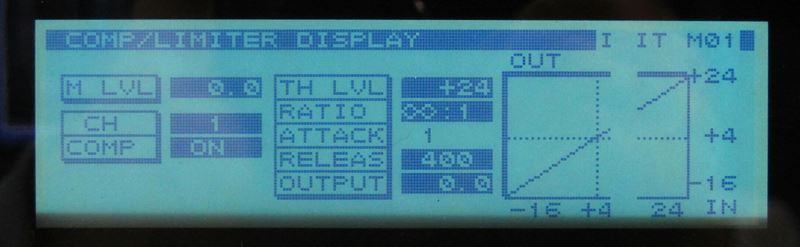 COMP/LIMITER DISPLAY I IT M01
OUT
M LVL 0.0 TH LVL +24 +24
RATIO ∞:1
CH 1 ATTACK 1 +4
COMP ON RELEAS 400
OUTPUT 0.0 -16
-16 +4 24 IN